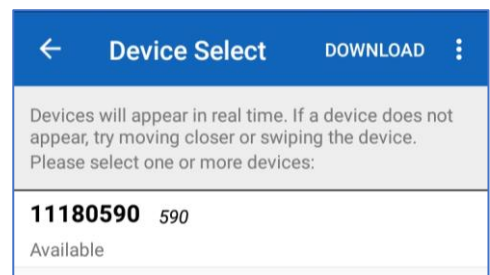 Device Select DOWNLOAD
Devices will appear in real time. If a device does not
appear, try moving closer or swiping the device.
Please select one or more devices:
11180590 590
Available